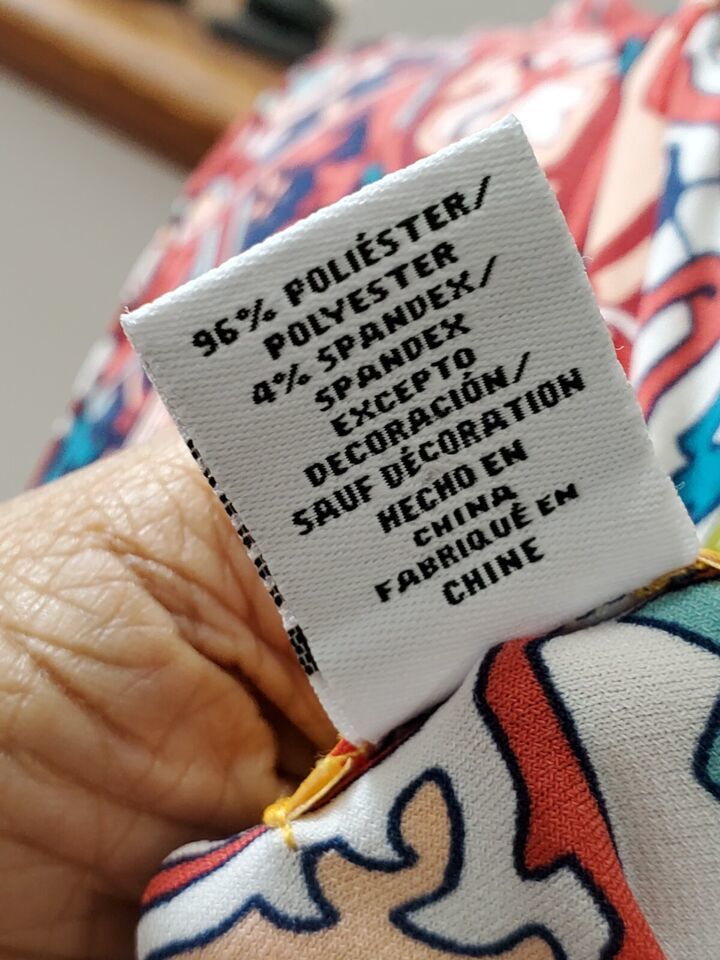 96% POLIÉSTER/
POLYESTER
4% SPANDEX/
SPANDEX
EXCEPTO
DECORACIÓN/
SAUF DÉCORATION
HECHO EN
CHINA
FABRIQUÉ EN
CHINE